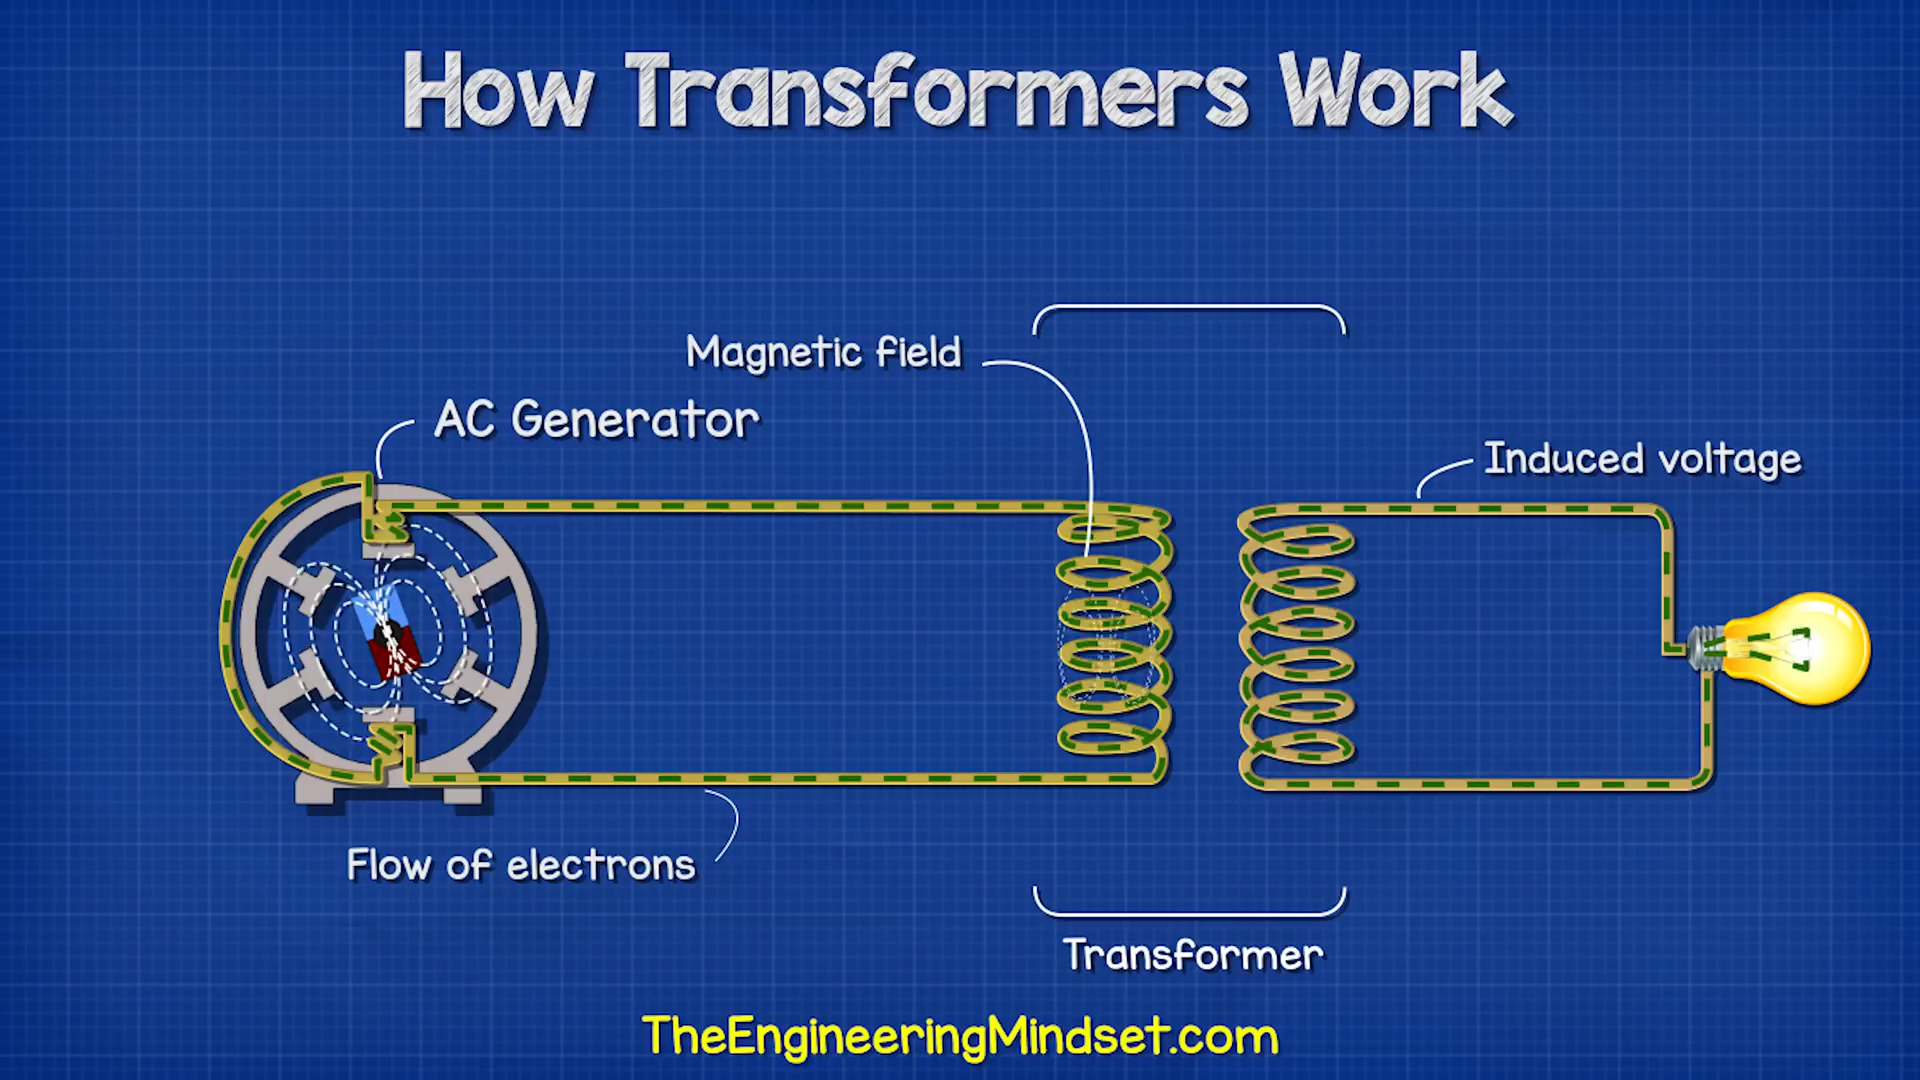 How Transformers Work
Magnetic field
AC Generator
Induced voltage
Flow of electrons
Transformer
TheEngineeringMindset.com